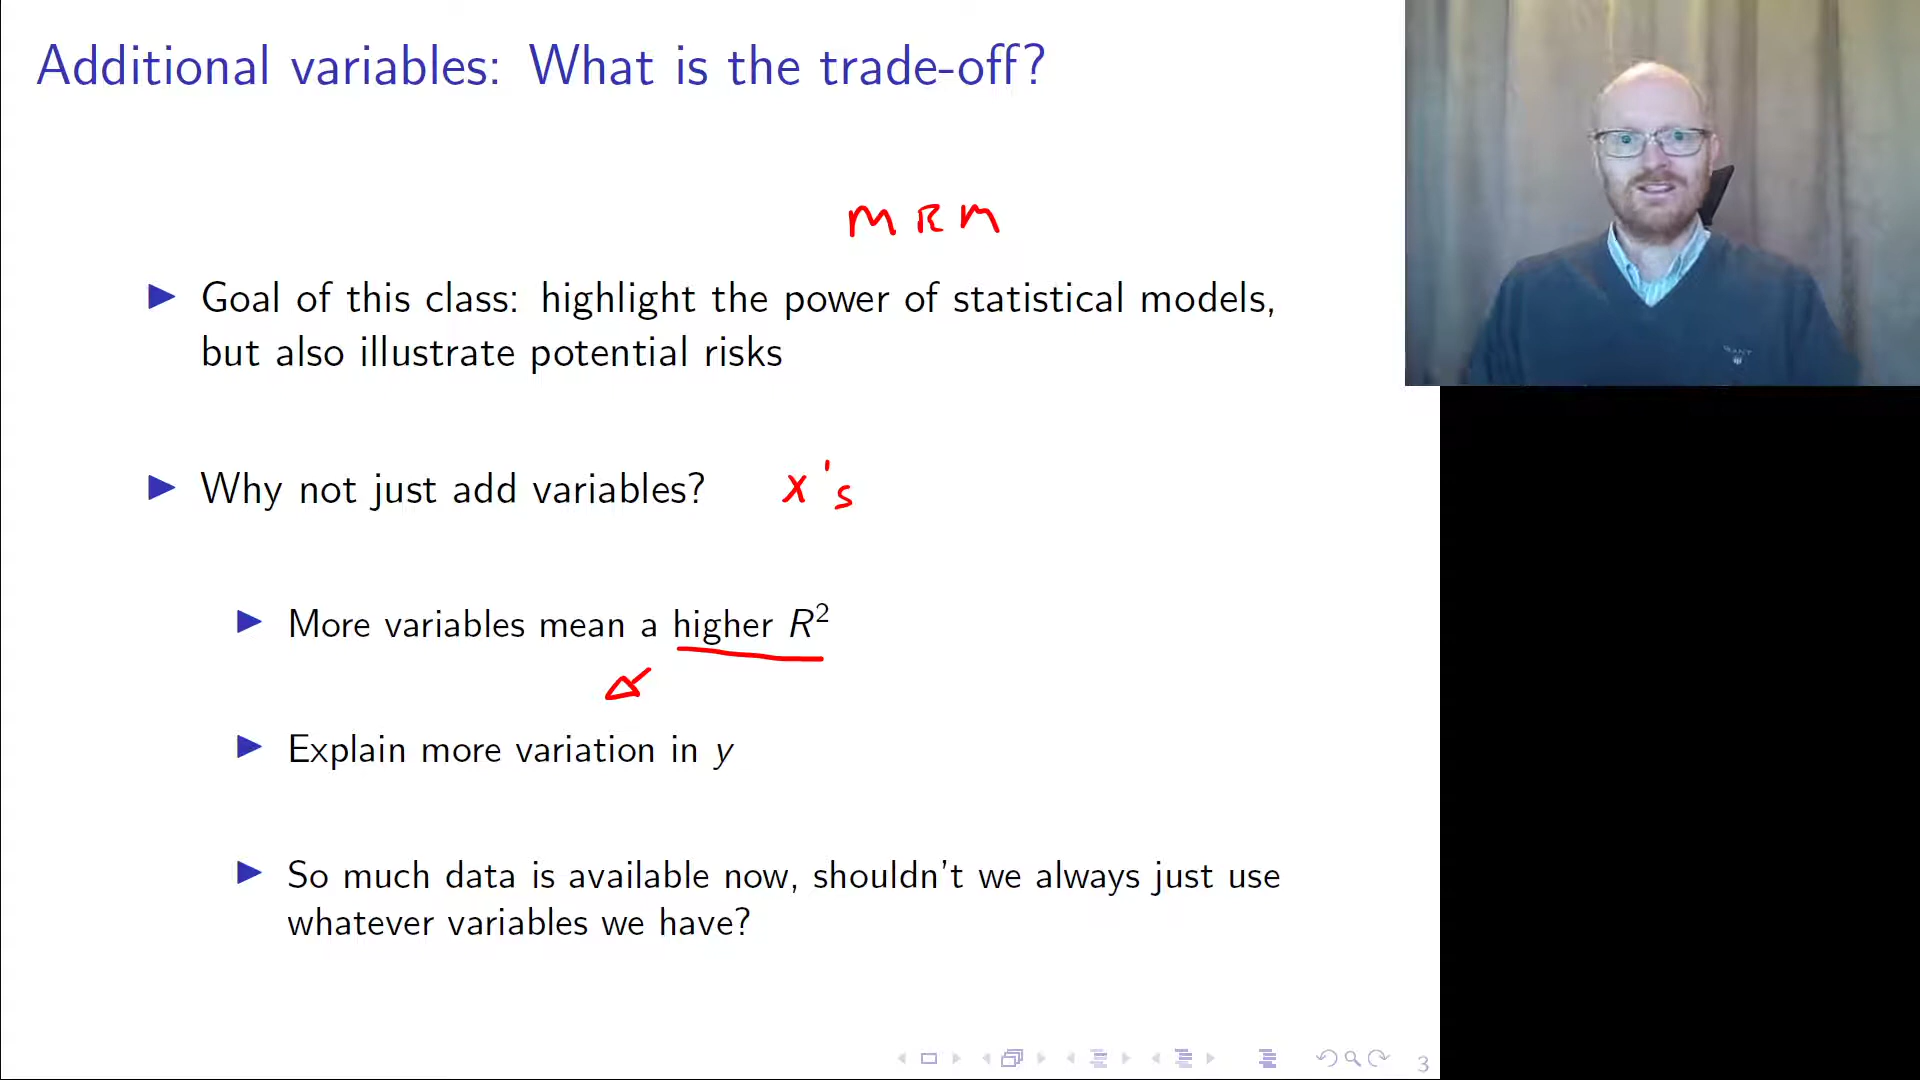 Additional variables: What is the trade-off?
M R M
Goal of this class: highlight the power of statistical models,
but also illustrate potential risks
Why not just add variables? x's
More variables mean a higher R²
Explain more variation in y
So much data is available now, shouldn't we always just use
whatever variables we have?
GANT
3